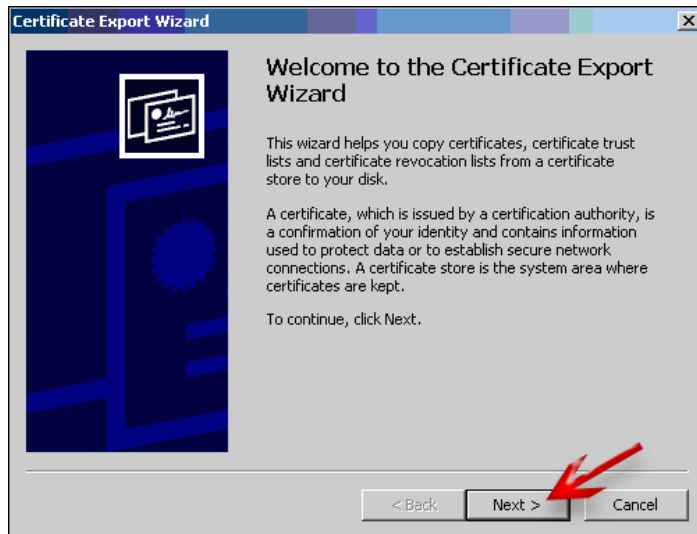 Certificate Export Wizard
Welcome to the Certificate Export
Wizard
This wizard helps you copy certificates, certificate trust
lists and certificate revocation lists from a certificate
store to your disk.
A certificate, which is issued by a certification authority, is
a confirmation of your identity and contains information
used to protect data or to establish secure network
connections. A certificate store is the system area where
certificates are kept.
To continue, click Next.
< Back Next > Cancel